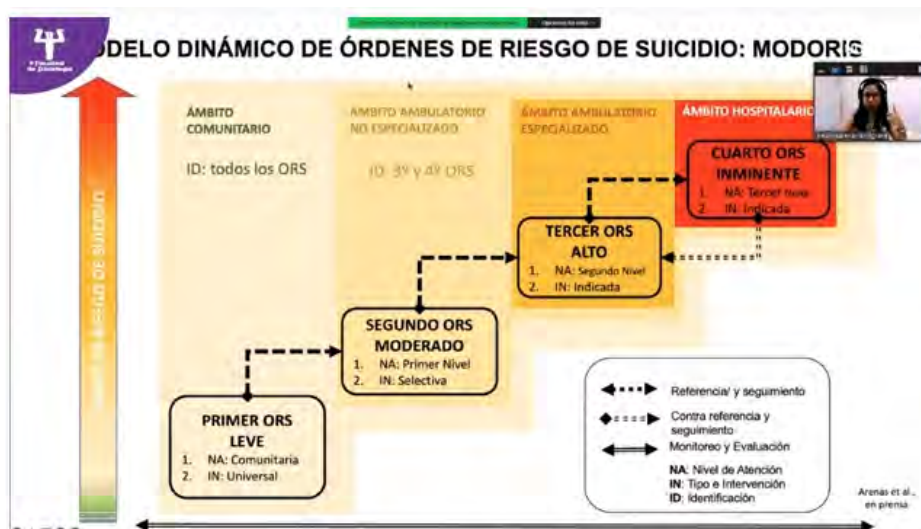 ODELO DINÁMICO DE ÓRDENES DE RIESGO DE SUICIDIO: MODORIS
ÁMBITO
COMUNITARIO
ID: todos los ORS
ÁMBITO AMBULATORIO
NO ESPECIALIZADO
ID: 3º y 4º ORS
ÁMBITO AMBULATORIO
ESPECIALIZADO
ÁMBITO HOSPITALARIO
CUARTO ORS
INMINENTE
1. NA: Tercer nivel
2. IN: Indicada
TERCER ORS
ALTO
1. NA: Segundo Nivel
2. IN: Indicada
SEGUNDO ORS
MODERADO
1. NA: Primer Nivel
2. IN: Selectiva
PRIMER ORS
LEVE
1. NA: Comunitaria
2. IN: Universal
RIESGO DE SUICIDIO
Referencia/ y seguimiento
Contra referencia y
seguimiento
Monitoreo y Evaluación
NA: Nivel de Atención
IN: Tipo e Intervención
ID: Identificación
Arenas et al.,
en prensa